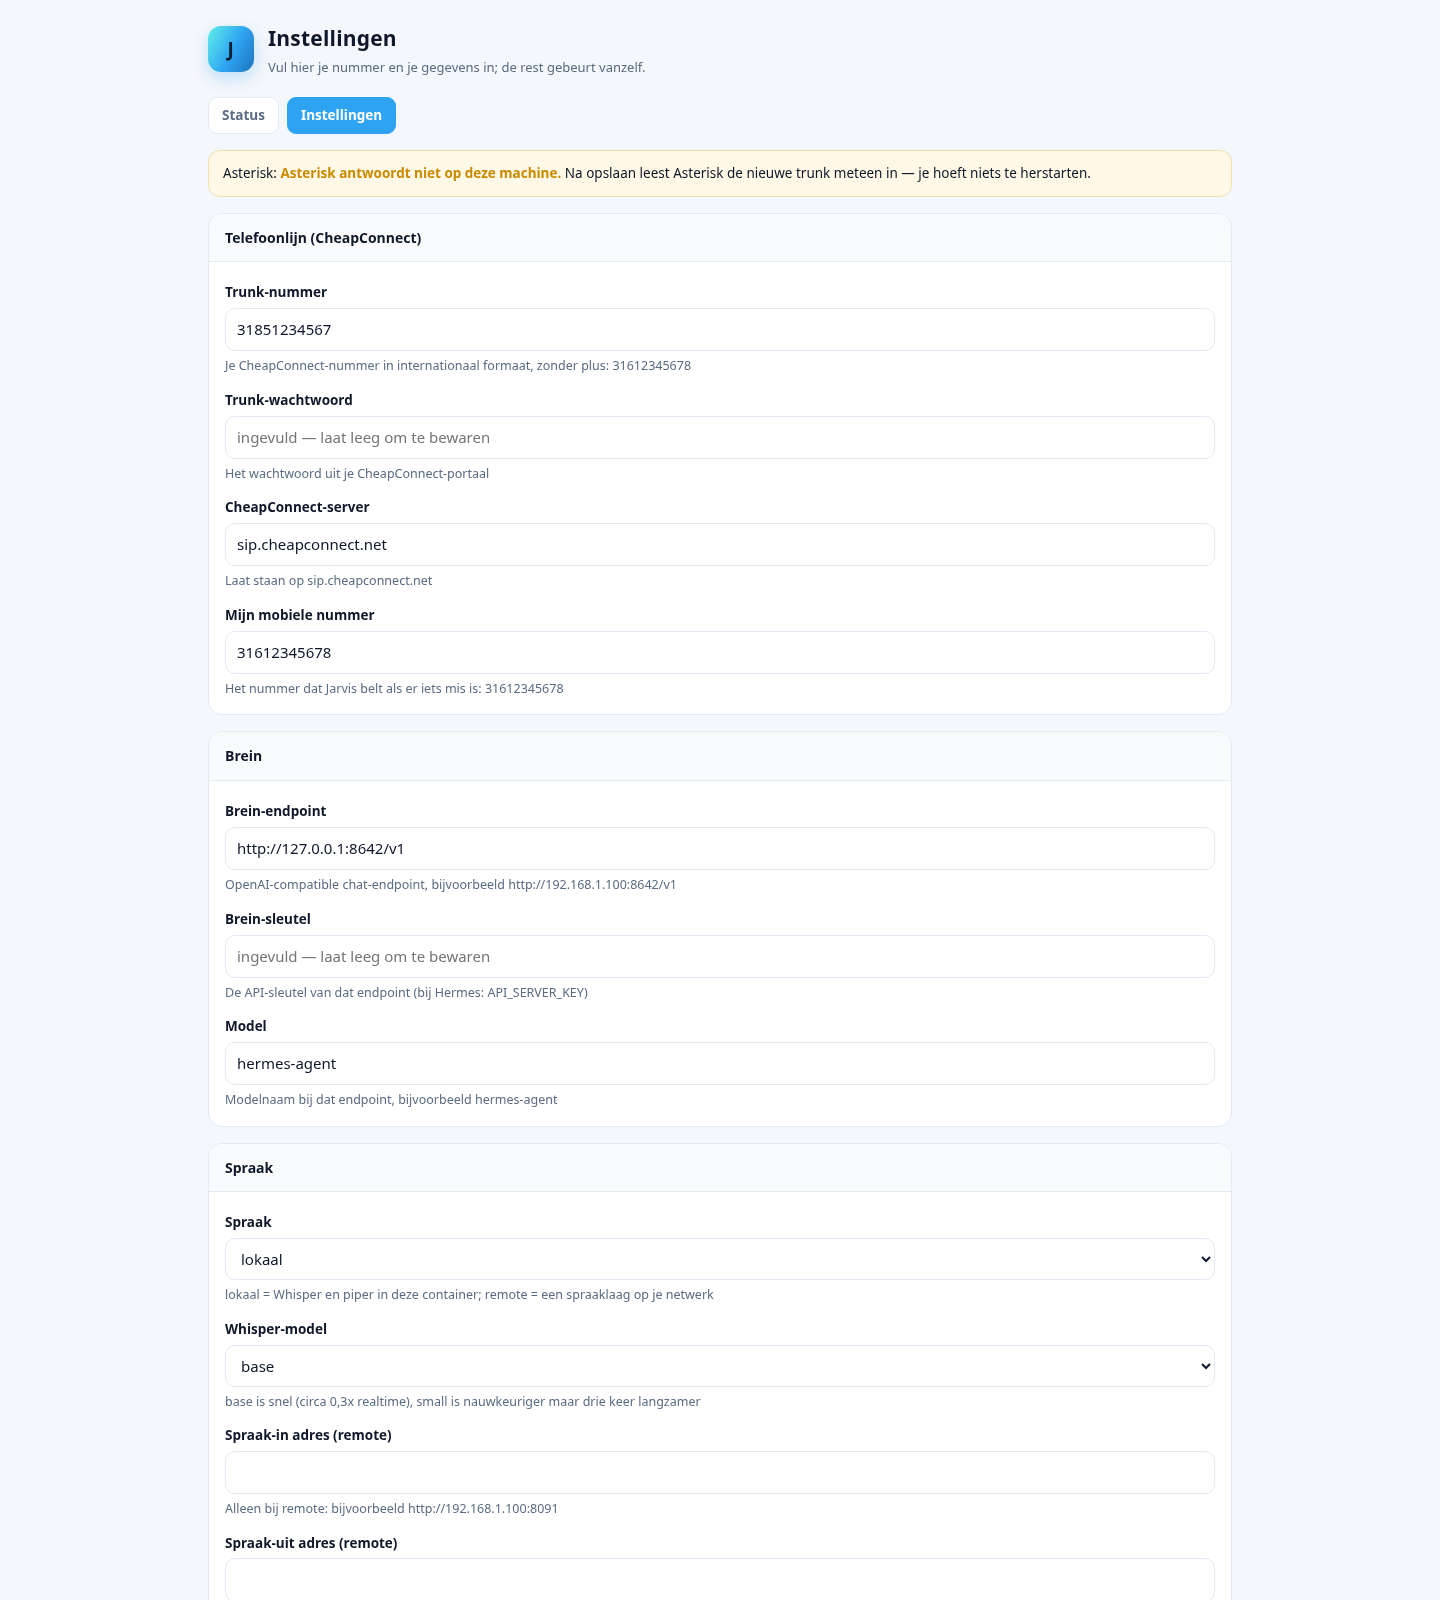 J
Instellingen
Vul hier je nummer en je gegevens in; de rest gebeurt vanzelf.
Status
Instellingen
Asterisk: Asterisk antwoordt niet op deze machine. Na opslaan leest Asterisk de nieuwe trunk meteen in — je hoeft niets te herstarten.
Telefoonlijn (CheapConnect)
Trunk-nummer
31851234567
Je CheapConnect-nummer in internationaal formaat, zonder plus: 31612345678
Trunk-wachtwoord
ingevuld — laat leeg om te bewaren
Het wachtwoord uit je CheapConnect-portaal
CheapConnect-server
sip.cheapconnect.net
Laat staan op sip.cheapconnect.net
Mijn mobiele nummer
31612345678
Het nummer dat Jarvis belt als er iets mis is: 31612345678
Brein
Brein-endpoint
http://127.0.0.1:8642/v1
OpenAI-compatible chat-endpoint, bijvoorbeeld http://192.168.1.100:8642/v1
Brein-sleutel
ingevuld — laat leeg om te bewaren
De API-sleutel van dat endpoint (bij Hermes: API_SERVER_KEY)
Model
hermes-agent
Modelnaam bij dat endpoint, bijvoorbeeld hermes-agent
Spraak
Spraak
lokaal
lokaal = Whisper en piper in deze container; remote = een spraaklaag op je netwerk
Whisper-model
base
base is snel (circa 0,3x realtime), small is nauwkeuriger maar drie keer langzamer
Spraak-in adres (remote)
Alleen bij remote: bijvoorbeeld http://192.168.1.100:8091
Spraak-uit adres (remote)